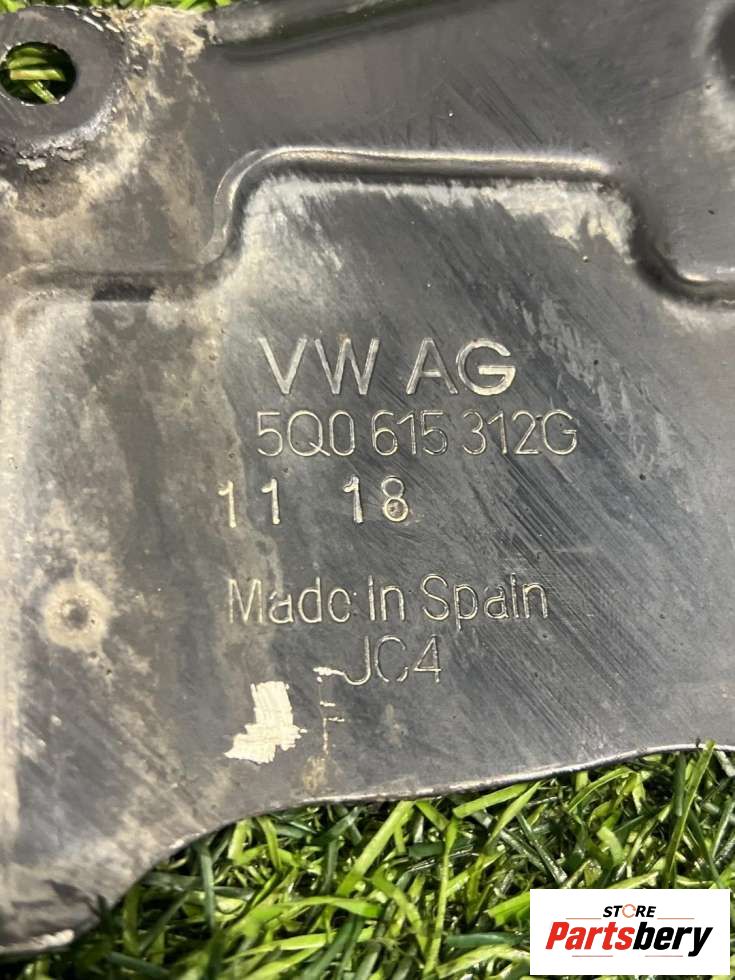 VW AG
5Q0 615 312G
11 18
Made In Spain
JC4
F
STORE
Partsbery